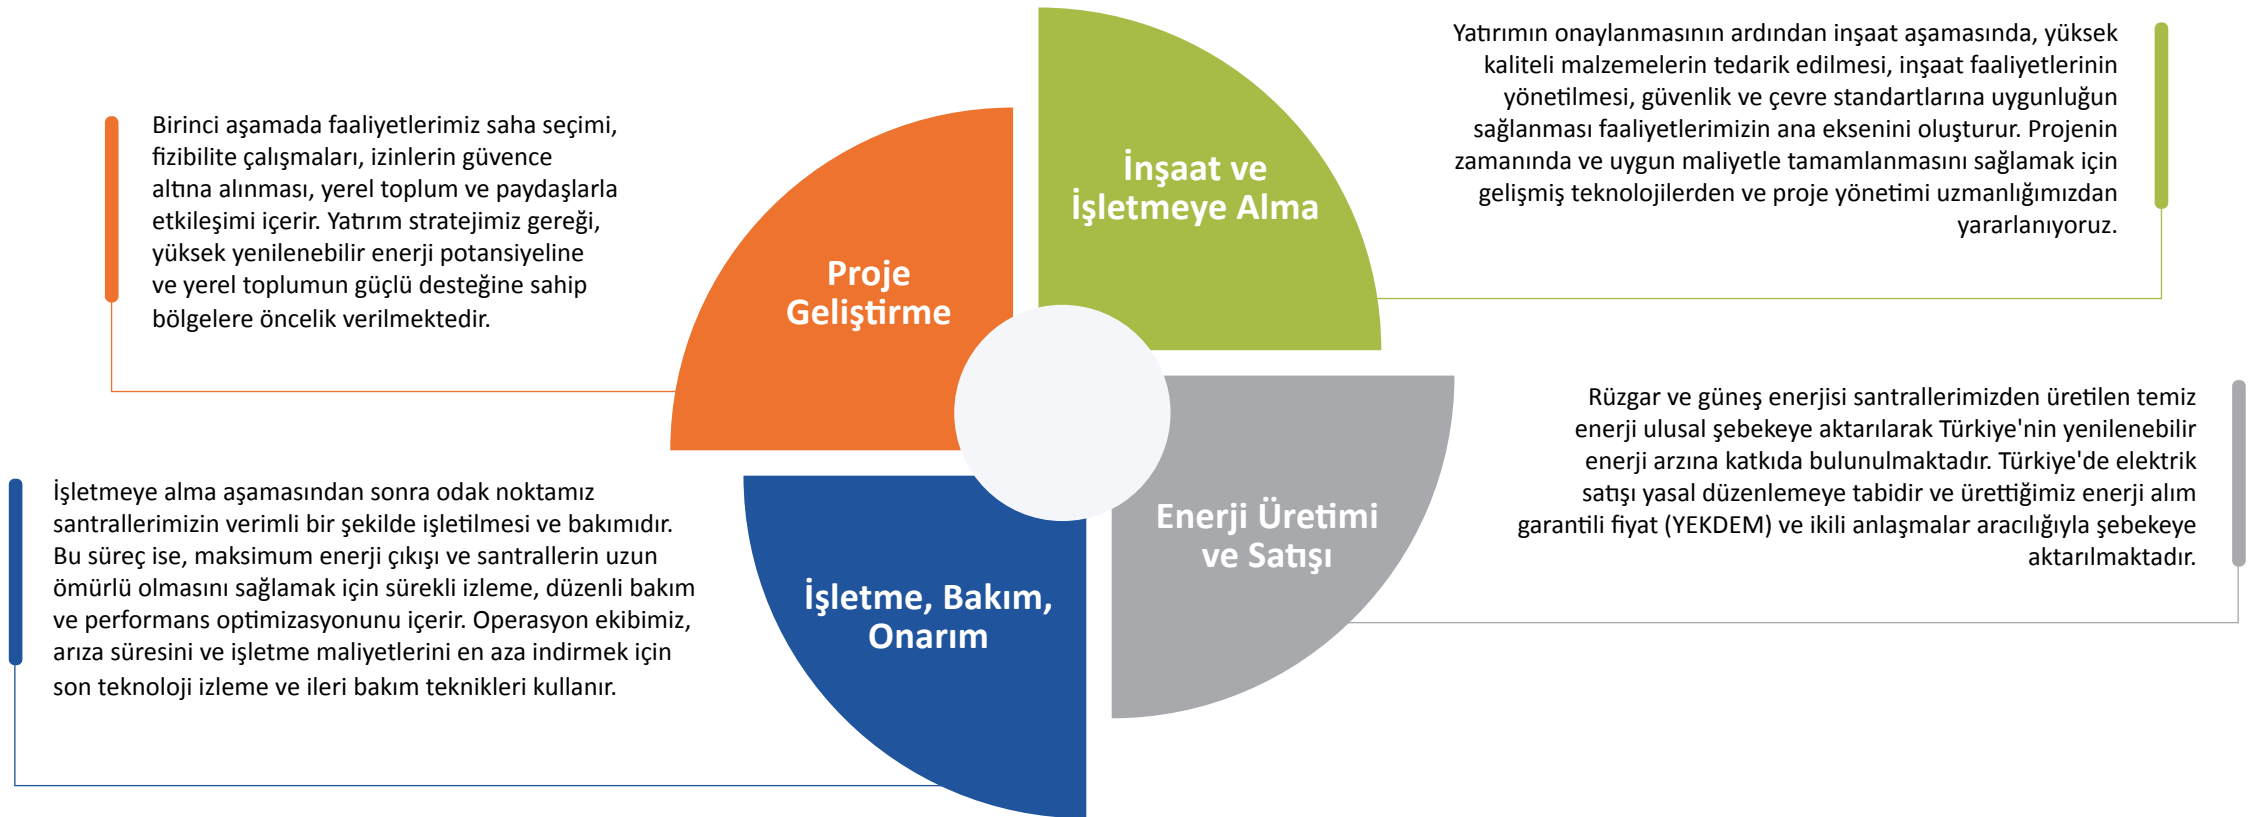 Birinci aşamada faaliyetlerimiz saha seçimi,
fizibilite çalışmaları, izinlerin güvence
altına alınması, yerel toplum ve paydaşlarla
etkileşimi içerir. Yatırım stratejimiz gereği,
yüksek yenilenebilir enerji potansiyeline
ve yerel toplumun güçlü desteğine sahip
bölgelere öncelik verilmektedir.
Proje
Geliştirme
İnşaat ve
İşletmeye Alma
Yatırımın onaylanmasının ardından inşaat aşamasında, yüksek
kaliteli malzemelerin tedarik edilmesi, inşaat faaliyetlerinin
yönetilmesi, güvenlik ve çevre standartlarına uygunluğun
sağlanması faaliyetlerimizin ana eksenini oluşturur. Projenin
zamanında ve uygun maliyetle tamamlanmasını sağlamak için
gelişmiş teknolojilerden ve proje yönetimi uzmanlığımızdan
yararlanıyoruz.
İşletmeye alma aşamasından sonra odak noktamız
santrallerimizin verimli bir şekilde işletilmesi ve bakımıdır.
Bu süreç ise, maksimum enerji çıkışı ve santrallerin uzun
ömürlü olmasını sağlamak için sürekli izleme, düzenli bakım
ve performans optimizasyonunu içerir. Operasyon ekibimiz,
arıza süresini ve işletme maliyetlerini en aza indirmek için
son teknoloji izleme ve ileri bakım teknikleri kullanır.
İşletme, Bakım,
Onarım
Enerji Üretimi
ve Satışı
Rüzgar ve güneş enerjisi santrallerimizden üretilen temiz
enerji ulusal şebekeye aktarılarak Türkiye'nin yenilenebilir
enerji arzına katkıda bulunulmaktadır. Türkiye'de elektrik
satışı yasal düzenlemeye tabidir ve ürettiğimiz enerji alım
garantili fiyat (YEKDEM) ve ikili anlaşmalar aracılığıyla şebekeye
aktarılmaktadır.